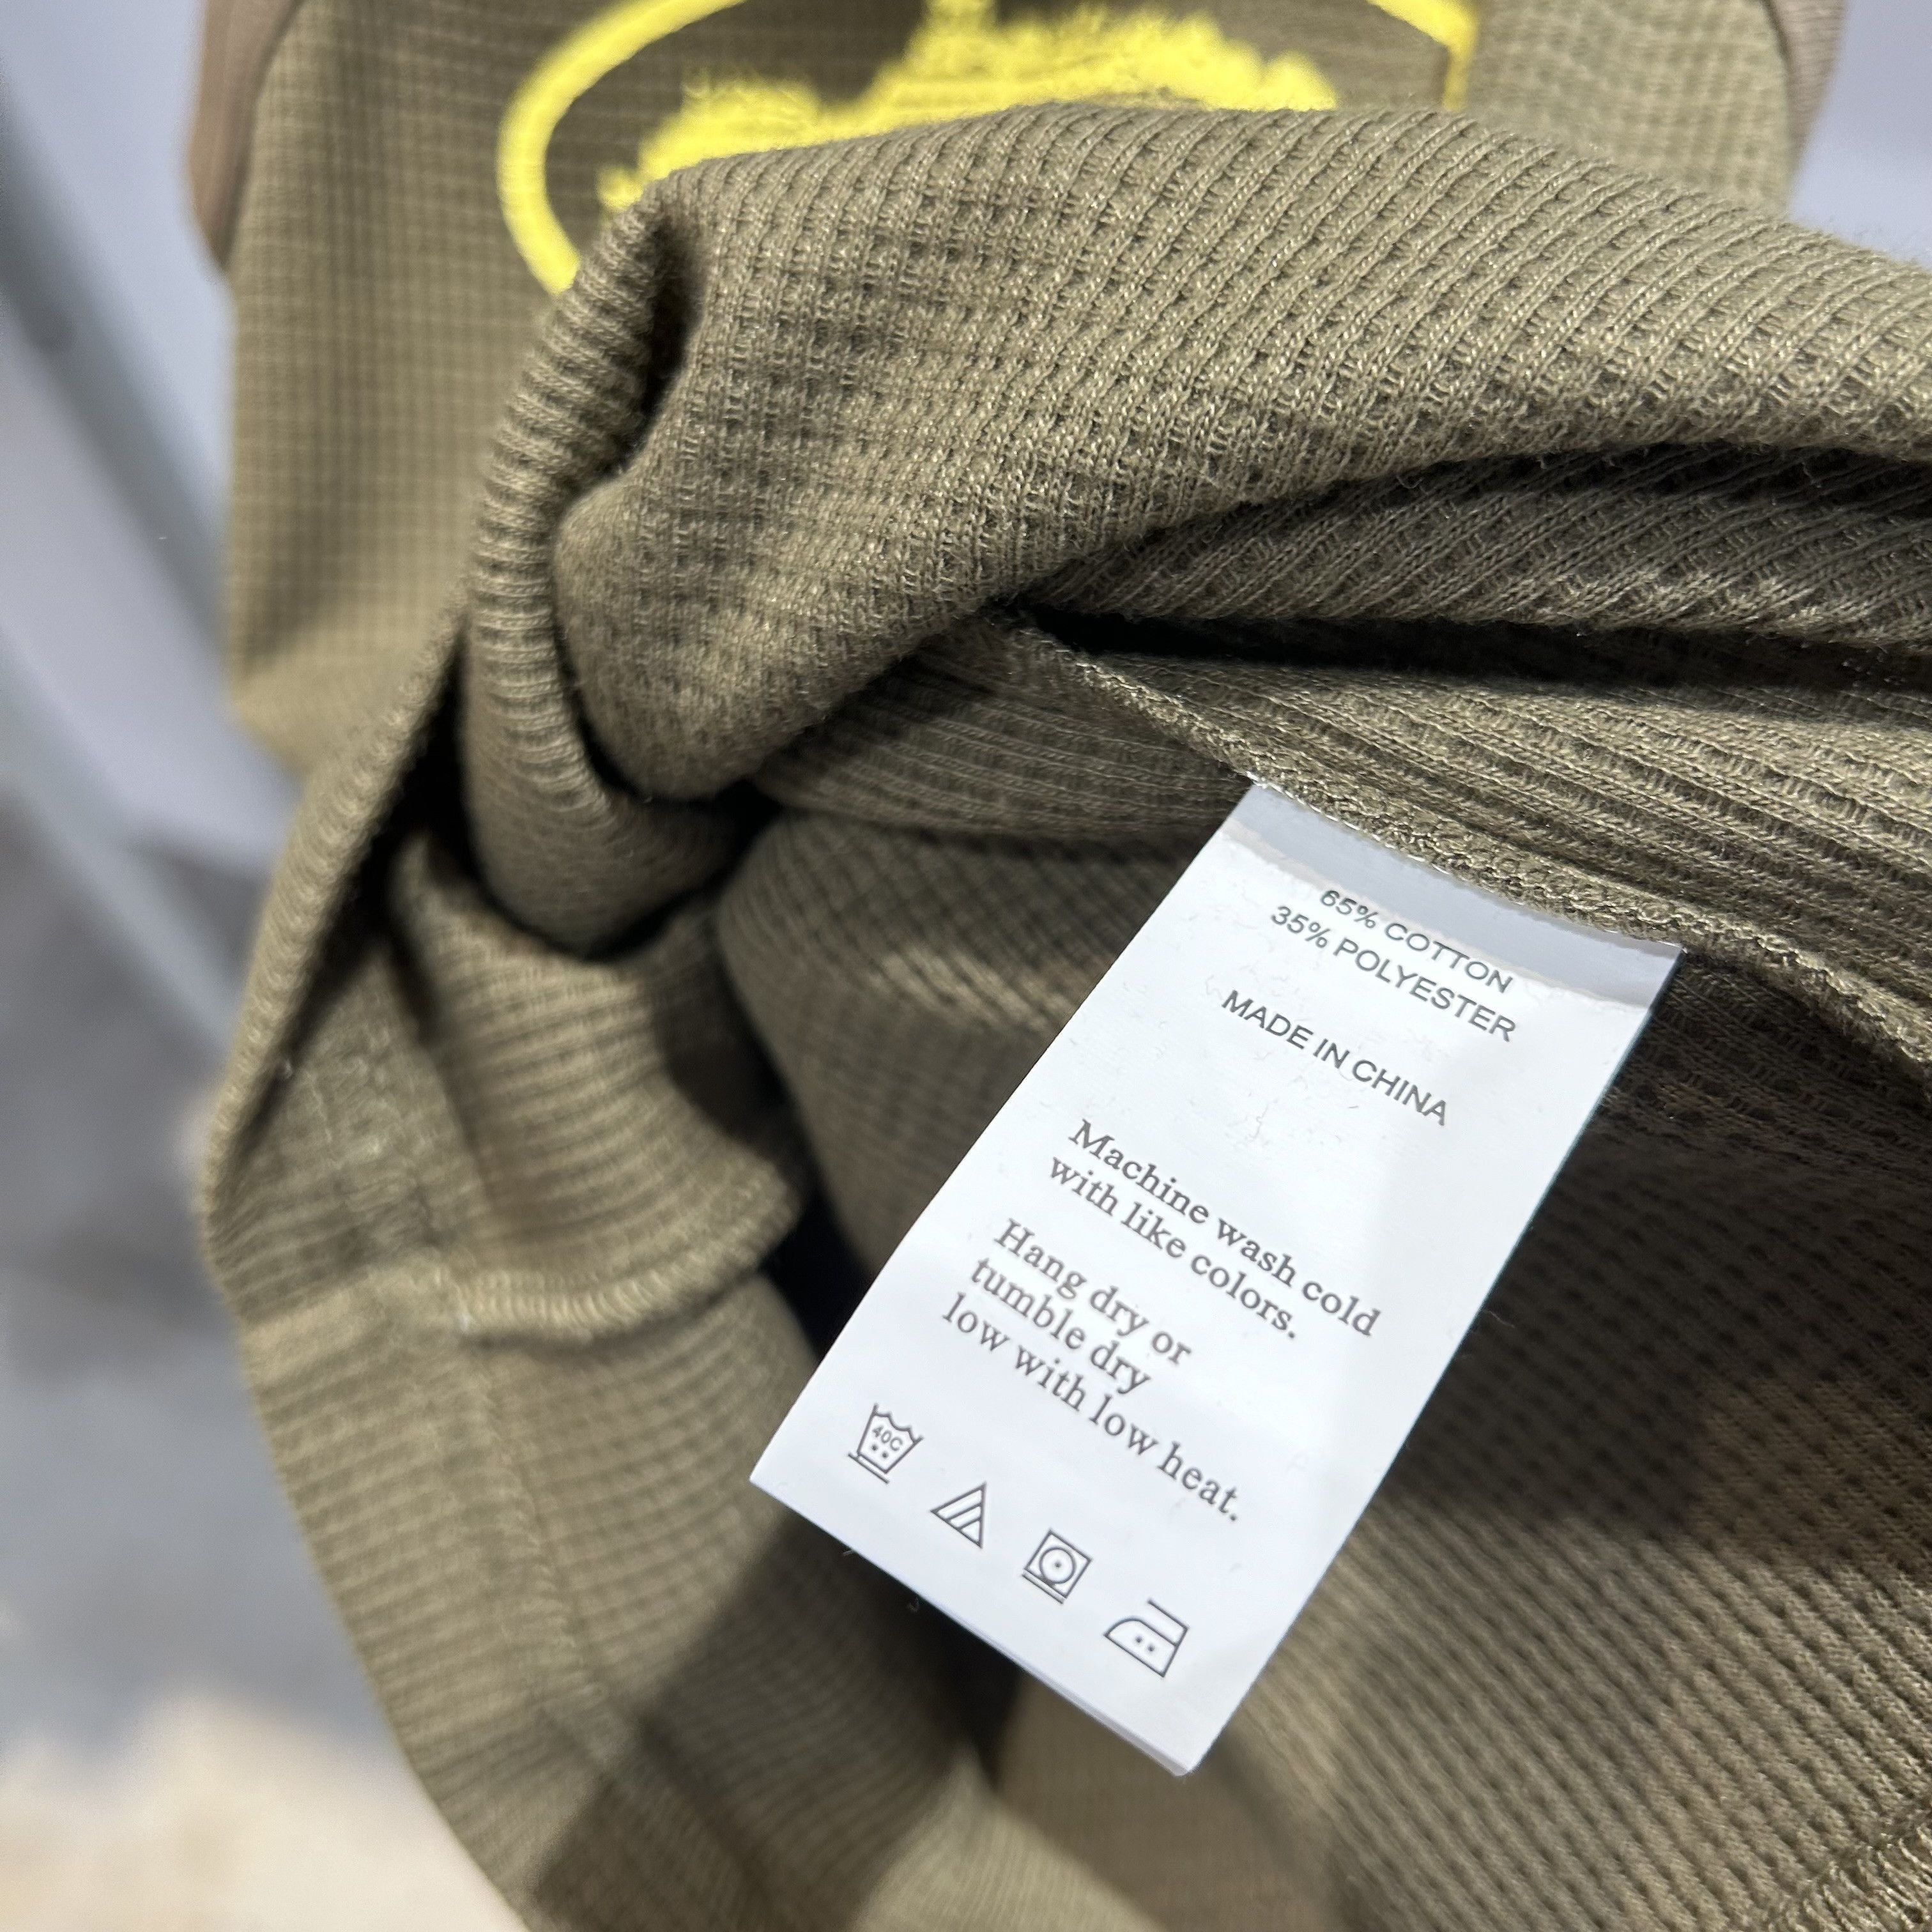 65% COTTON
35% POLYESTER
MADE IN CHINA
Machine wash cold
with like colors.
Hang dry or
tumble dry
low with low heat.
40C